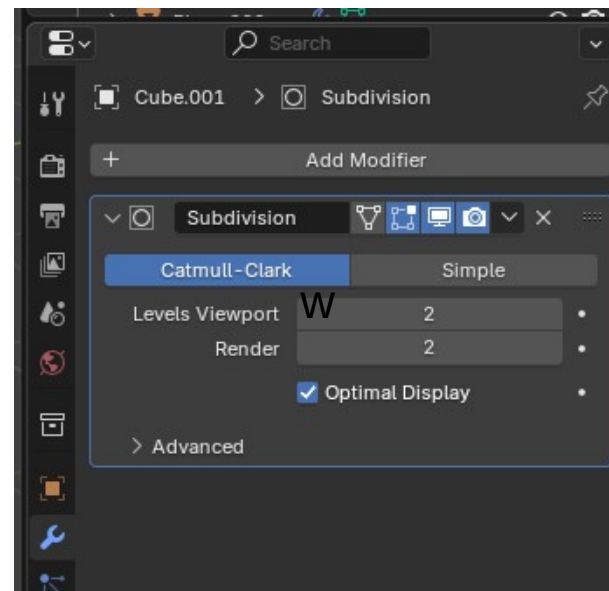 Search
Cube.001 > Subdivision
+ Add Modifier
Subdivision
Catmull-Clark Simple
W
Levels Viewport 2
Render 2
Optimal Display
> Advanced